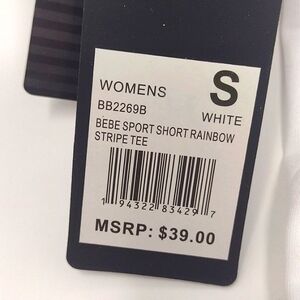 WOMENS
S
BB2269B
WHITE
BEBE SPORT SHORT RAINBOW
STRIPE TEE
1 94322 83429 7
MSRP: $39.00